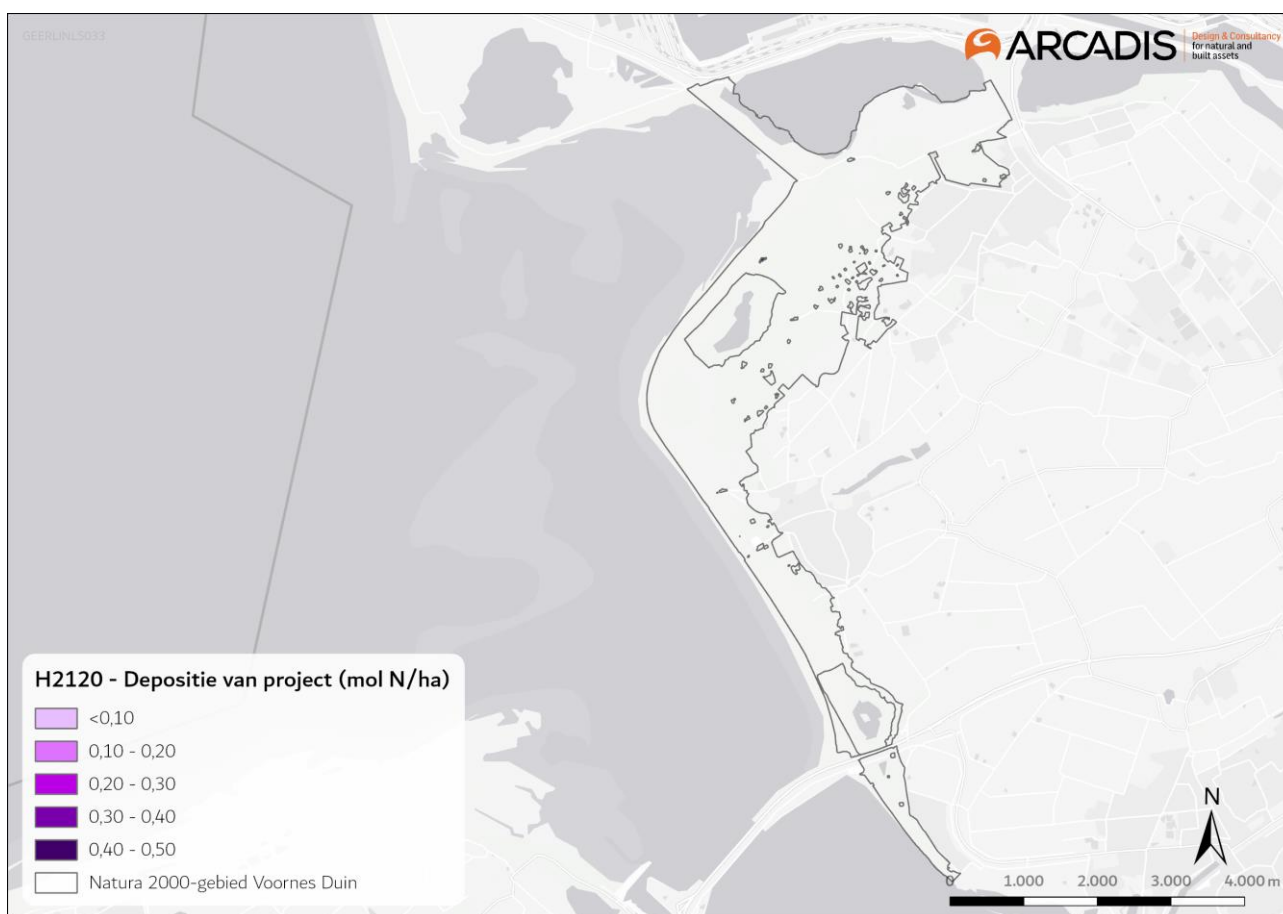 GEERLINL5033
ARCADIS
Design & Consultancy
for natural and
built assets
H2120 - Depositie van project (mol N/ha)
<0,10
0,10 - 0,20
0,20 - 0,30
0,30 - 0,40
0,40 - 0,50
Natura 2000-gebied Voornes Duin
N
0 1.000 2.000 3.000 4.000 m